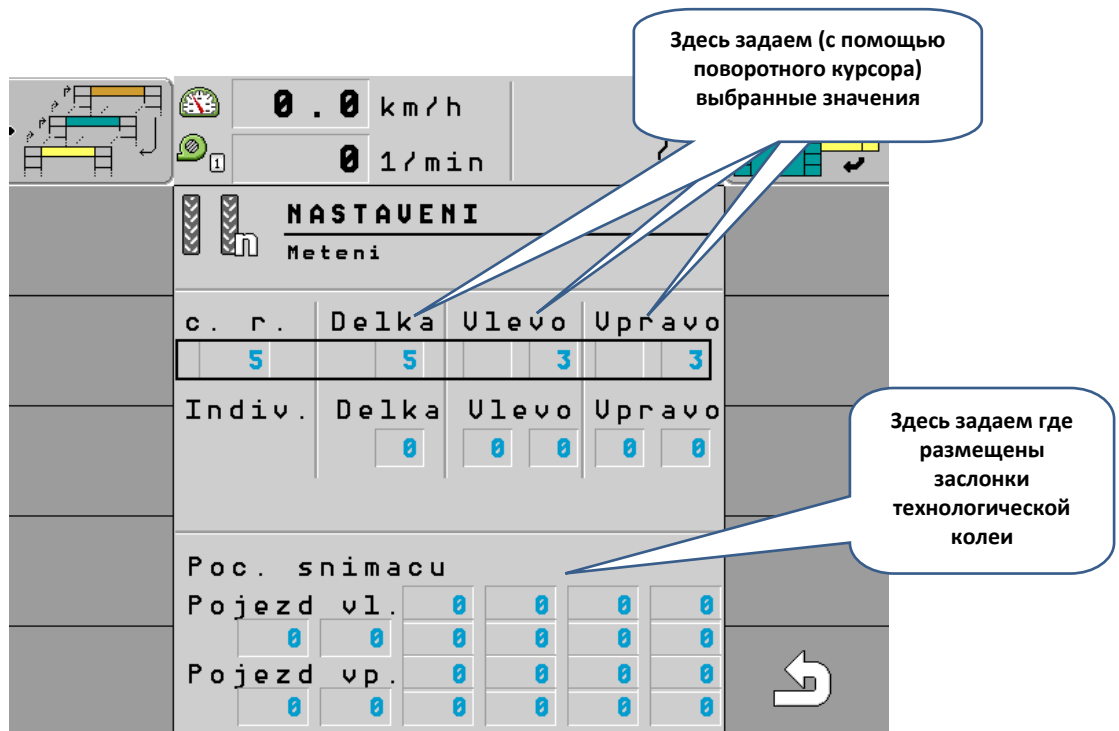 Здесь задаем (с помощью
поворотного курсора)
выбранные значения
0.0 km/h
1
0 1/min
/
NASTAVENI
n
Meteni
c. r. Delka Vlevo Vpravo
5 5 3 3
Indiv. Delka Vlevo Vpravo
0 0 0 0 0
Здесь задаем где
размещены
заслонки
технологической
колеи
Poc. snimacu
Pojezd vl. 0 0 0 0
0 0 0 0 0 0
Pojezd vp. 0 0 0 0
0 0 0 0 0 0